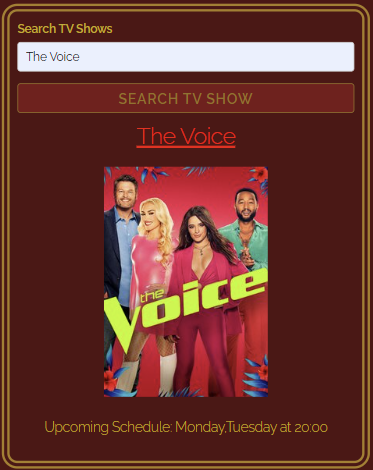 Search TV Shows
The Voice
SEARCH TV SHOW
The Voice
the
Voice
Upcoming Schedule: Monday,Tuesday at 20:00